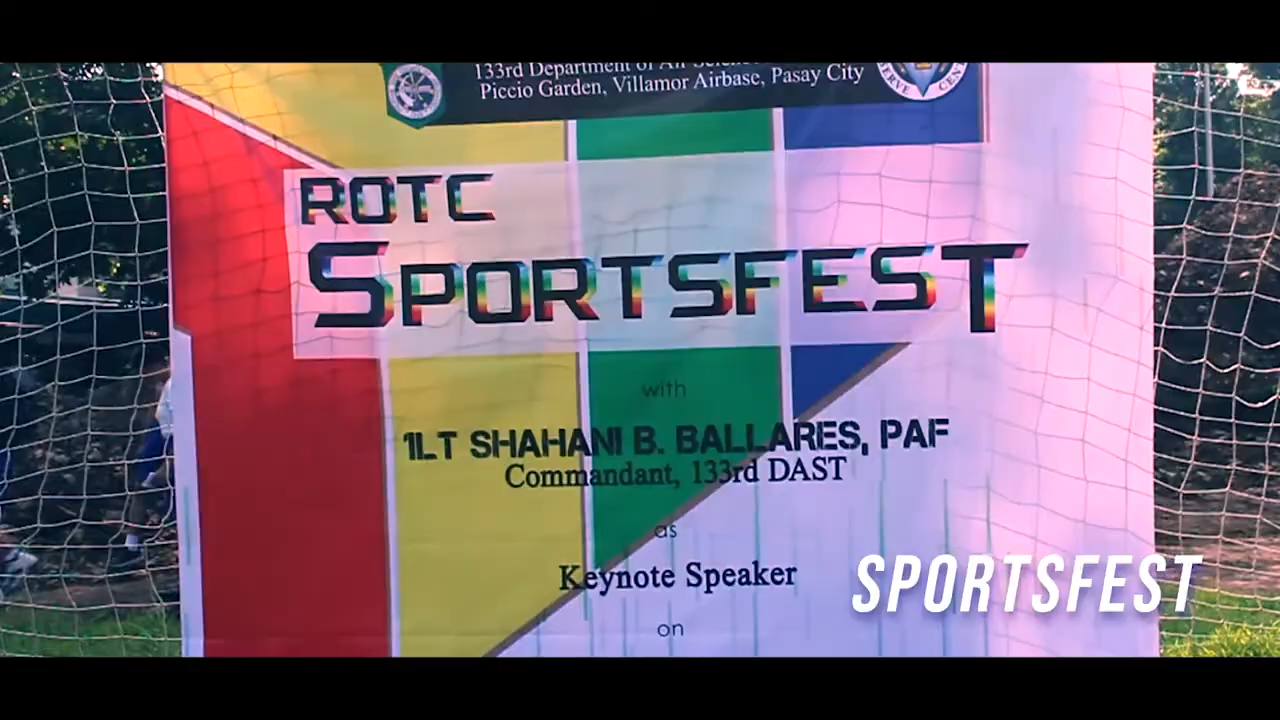 133rd Department of Air Science
Piccio Garden, Villamor Airbase, Pasay City
ROTC
SPORTSFEST
with
1LT SHAHANI B. BALLARES, PAF
Commandant, 133rd DAST
as
Keynote Speaker
SPORTSFEST
on